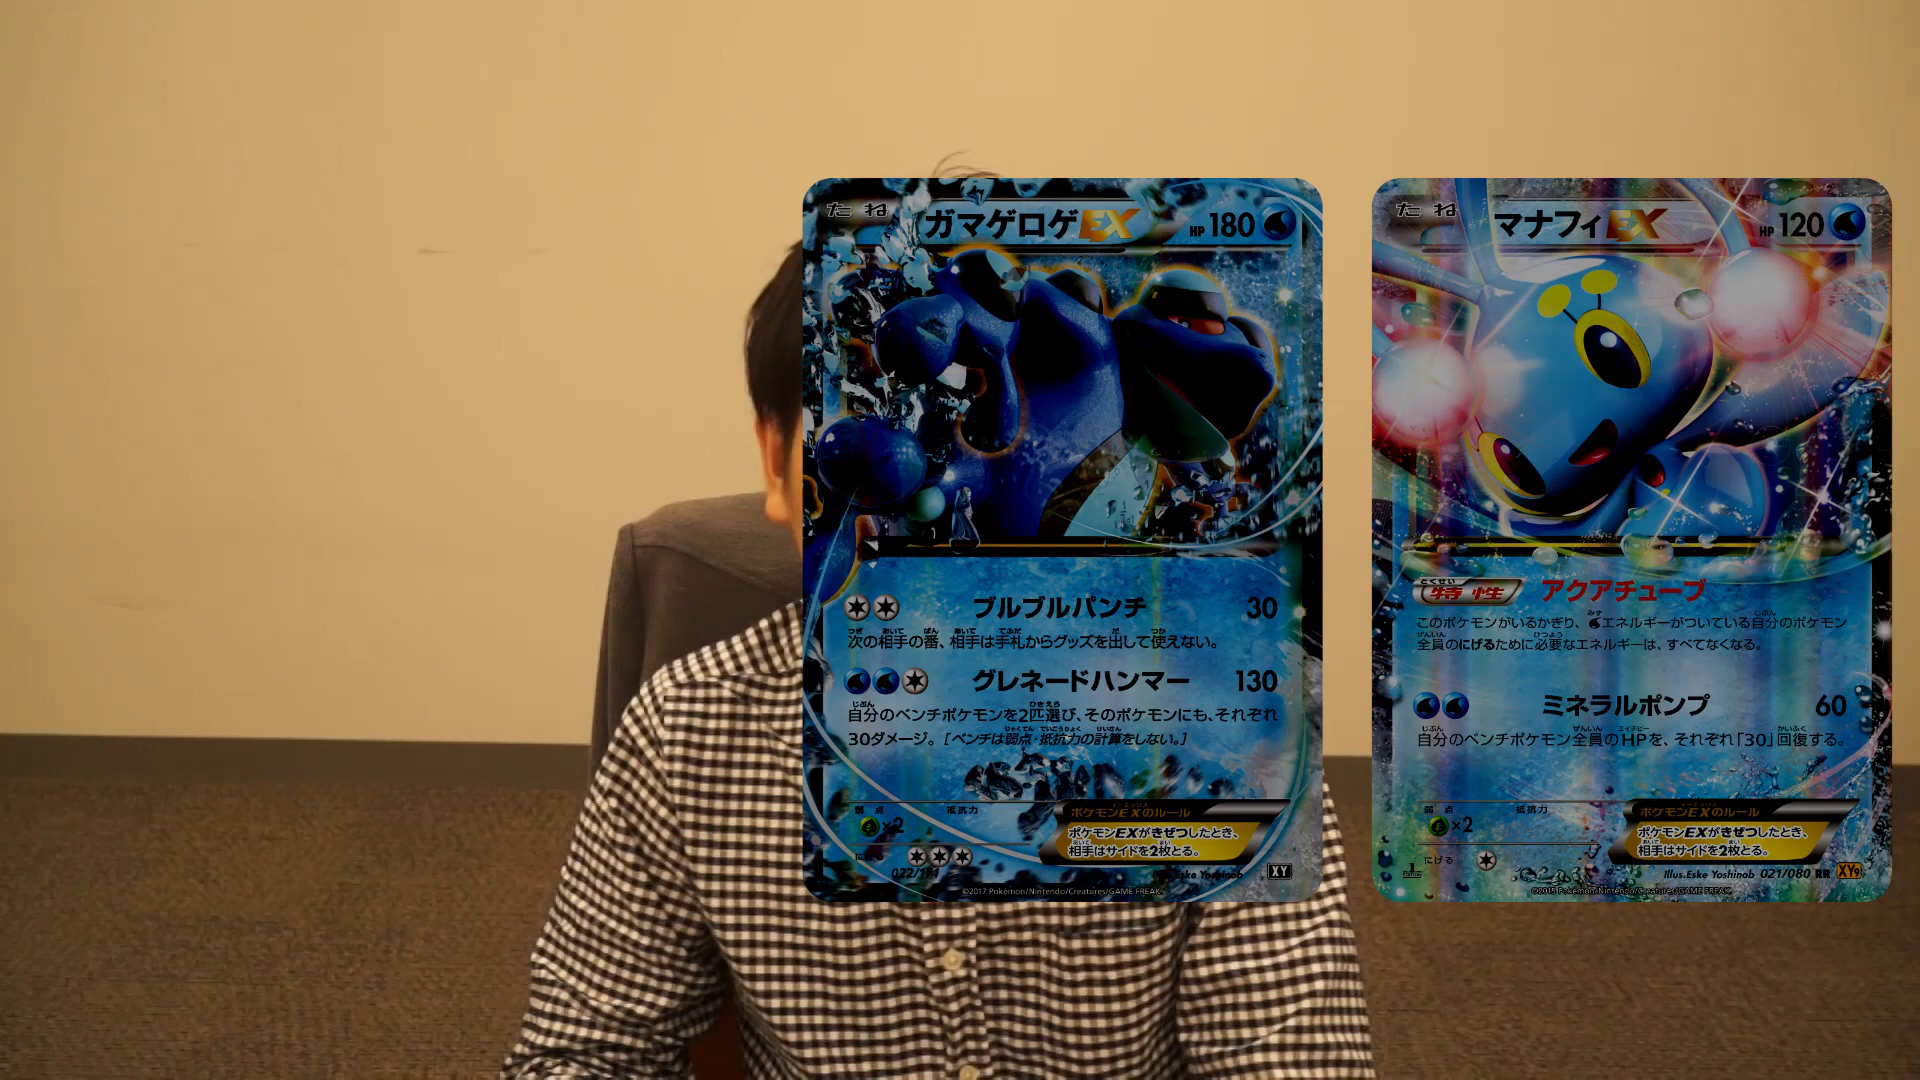 たね
ガマゲロゲEX
HP180
ブルブルパンチ 30
次の相手の番、相手は手札からグッズを出して使えない。
グレネードハンマー 130
自分のベンチポケモンを2匹選び、そのポケモンにも、それぞれ
30ダメージ。[ベンチは弱点・抵抗力の計算をしない。]
弱点 抵抗力
×2
ポケモンEXのルール
ポケモンEXがきぜつしたとき、
相手はサイドを2枚とる。
にげる
XY
©2017 Pokémon/Nintendo/Creatures/GAME FREAK.
たね
マナフィEX
HP120
特性 アクアチューブ
このポケモンがいるかぎり、エネルギーがついている自分のポケモン
全員のにげるために必要なエネルギーは、すべてなくなる。
ミネラルポンプ 60
自分のベンチポケモン全員のHPを、それぞれ「30」回復する。
弱点 抵抗力
×2
ポケモンEXのルール
ポケモンEXがきぜつしたとき、
相手はサイドを2枚とる。
にげる
Illus.Eske Yoshinob 021/080 RR XY9
©2015 Pokémon/Nintendo/Creatures/GAME FREAK.